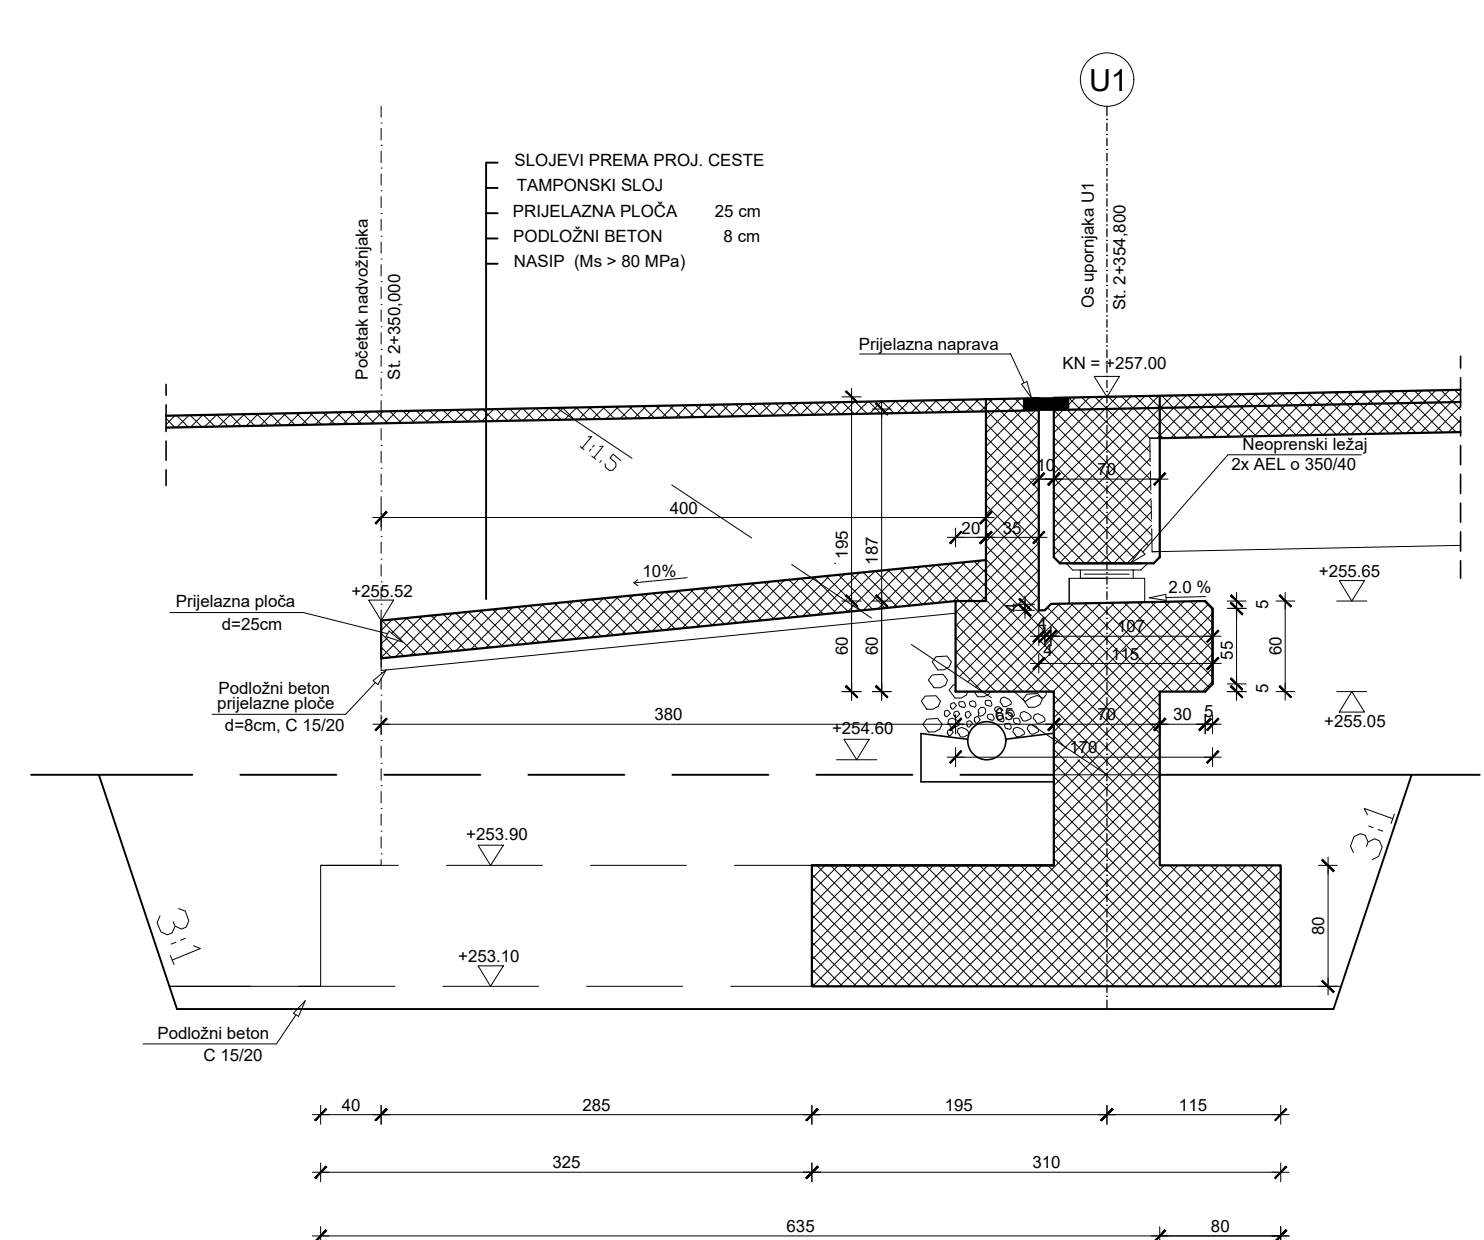 U1
SLOJEVI PREMA PROJ. CESTE
TAMPONSKI SLOJ
PRIJELAZNA PLOČA 25 cm
PODLOŽNI BETON 8 cm
NASIP (Ms > 80 MPa)
Početak nadvožnjaka
St. 2+350,000
Os upornjaka U1
St. 2+354,800
Prijelazna naprava
KN = +257.00
1:1.5
Neoprenski ležaj
2x AEL o 350/40
10
70
400
20
35
195
187
10%
+255.52
Prijelazna ploča
d=25cm
2.0 %
+255.65
4
4
4
107
115
60
60
55
5
5
60
Podložni beton
prijelazne ploče
d=8cm, C 15/20
380
65
70
30
5
+255.05
+254.60
170
+253.90
3:1
3:1
80
+253.10
Podložni beton
C 15/20
40
285
195
115
325
310
635
80